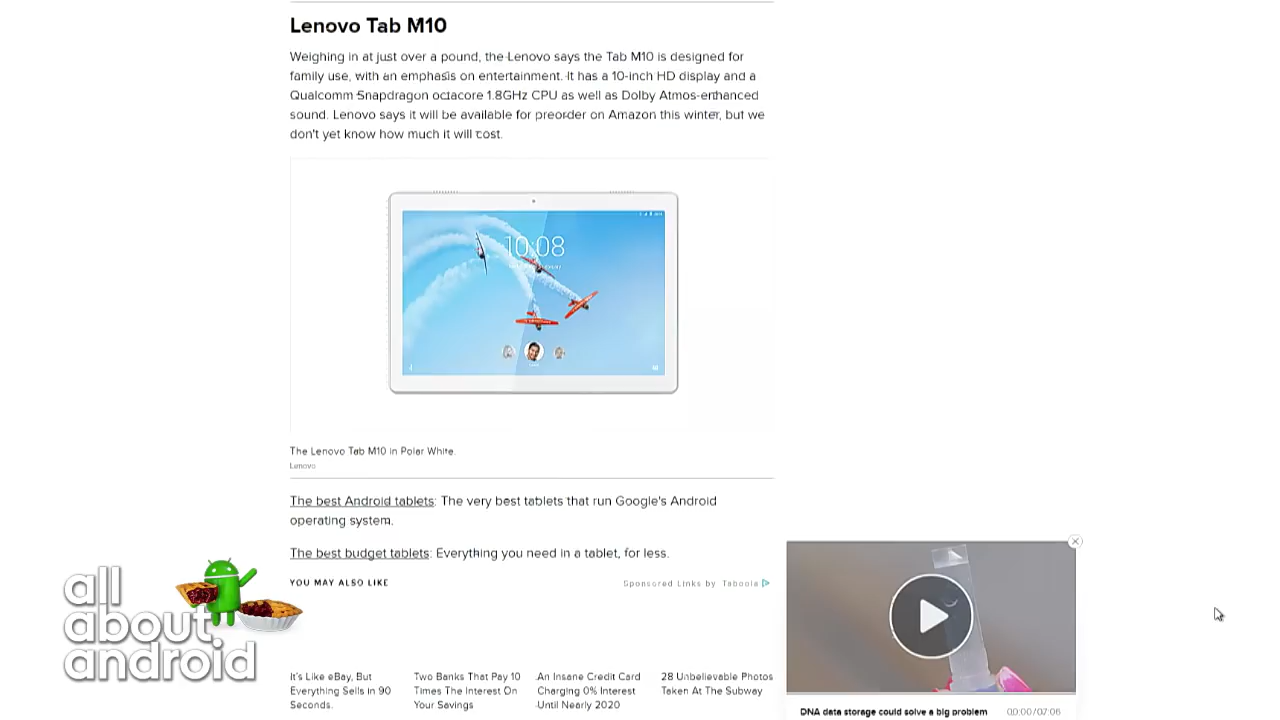 Lenovo Tab M10
Weighing in at just over a pound, the Lenovo says the Tab M10 is designed for
family use, with an emphasis on entertainment. It has a 10-inch HD display and a
Qualcomm Snapdragon octacore 1.8GHz CPU as well as Dolby Atmos-enhanced
sound. Lenovo says it will be available for preorder on Amazon this winter, but we
don't yet know how much it will cost.
10:08
The Lenovo Tab M10 in Polar White.
Lenovo
The best Android tablets: The very best tablets that run Google's Android
operating system.
The best budget tablets: Everything you need in a tablet, for less.
YOU MAY ALSO LIKE
Sponsored Links by Taboola
It's Like eBay, But
Everything Sells in 90
Seconds.
Two Banks That Pay 10
Times The Interest On
Your Savings
An Insane Credit Card
Charging 0% Interest
Until Nearly 2020
28 Unbelievable Photos
Taken At The Subway
DNA data storage could solve a big problem
00:00/07:06
all
about
android